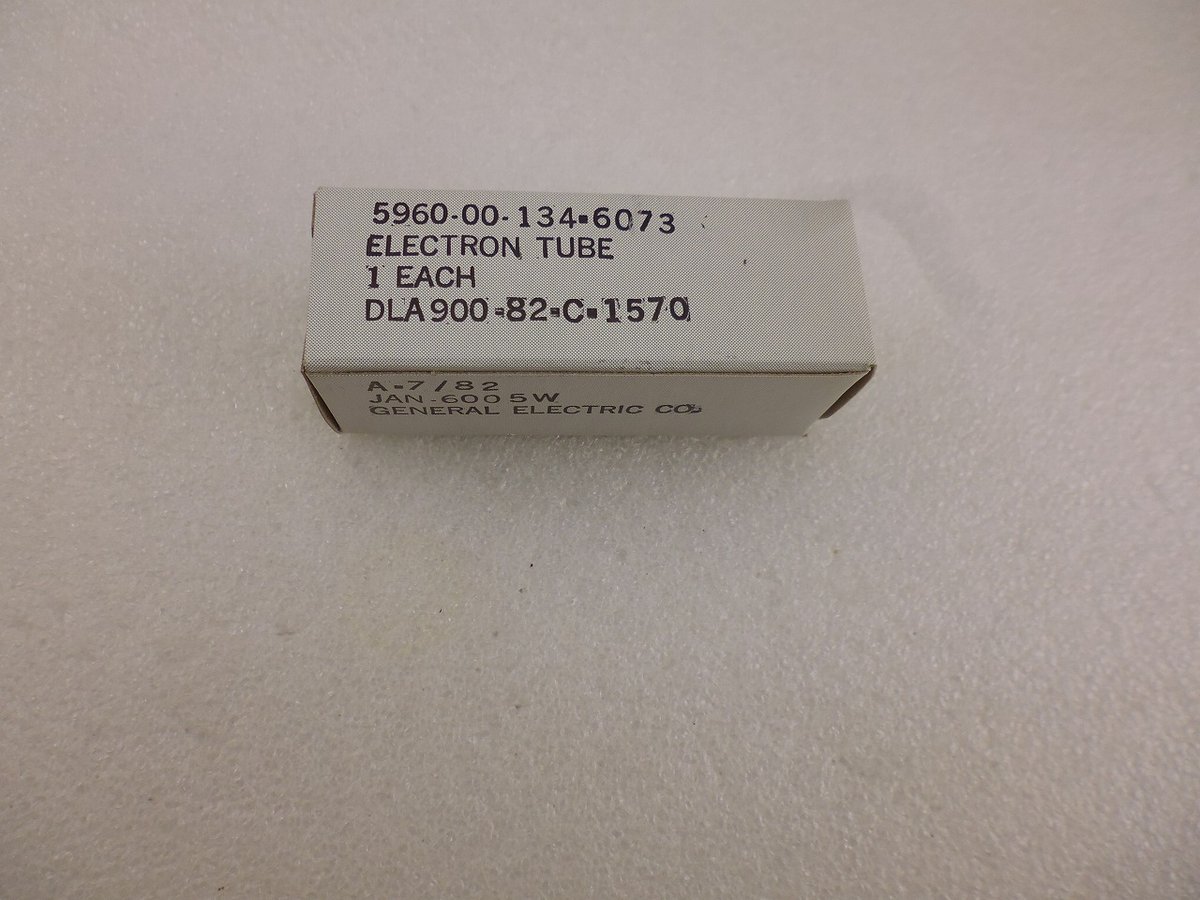 5960-00-134-6073
ELECTRON TUBE
1 EACH
DLA900-82-C-1570
A-7/82
JAN-6005W
GENERAL ELECTRIC CO.